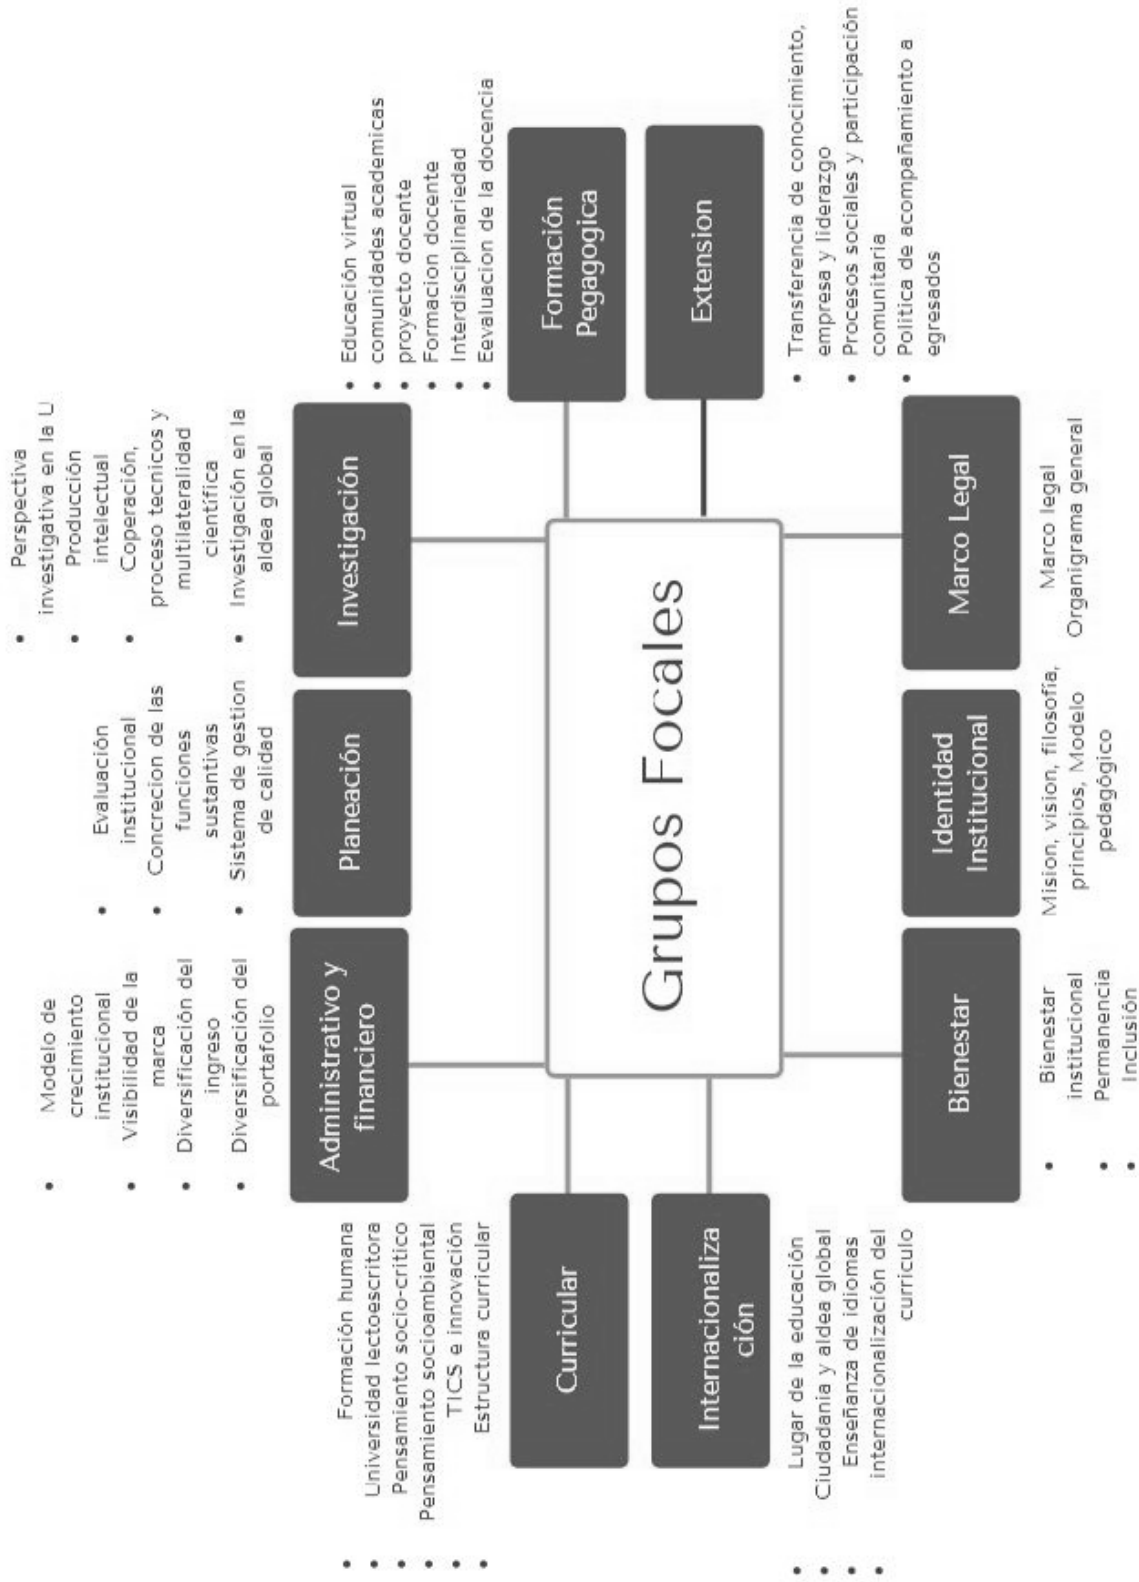 • Modelo de
crecimiento
institucional
• Visibilidad de la
marca
• Diversificación del
ingreso
• Diversificación del
portafolio
Administrativo y
financiero
• Evaluación
institucional
• Concrecion de las
funciones
sustantivas
• Sistema de gestion
de calidad
Planeación
• Perspectiva
investigativa en la U
• Producción
intelectual
• Coperación,
proceso tecnicos y
multilateralidad
científica
• Investigación en la
aldea global
Investigación
• Formación humana
• Universidad lectoescritora
• Pensamiento socio-critico
• Pensamiento socioambiental
• TICS e innovación
• Estructura curricular
Curricular
• Educación virtual
• comunidades academicas
• proyecto docente
• Formacion docente
• Interdisciplinariedad
• Eevaluacion de la docencia
Formación
Pegagogica
Grupos Focales
Internacionaliza
ción
• Lugar de la educación
• Ciudadania y aldea global
• Enseñanza de idiomas
• internacionalización del
curriculo
Extension
• Transferencia de conocimiento,
empresa y liderazgo
• Procesos sociales y participación
comunitaria
• Politica de acompañamiento a
egresados
Bienestar
• Bienestar
institucional
• Permanencia
• Inclusión
Identidad
Institucional
Mision, vision, filosofía,
principios, Modelo
pedagógico
Marco Legal
Marco legal
Organigrama general